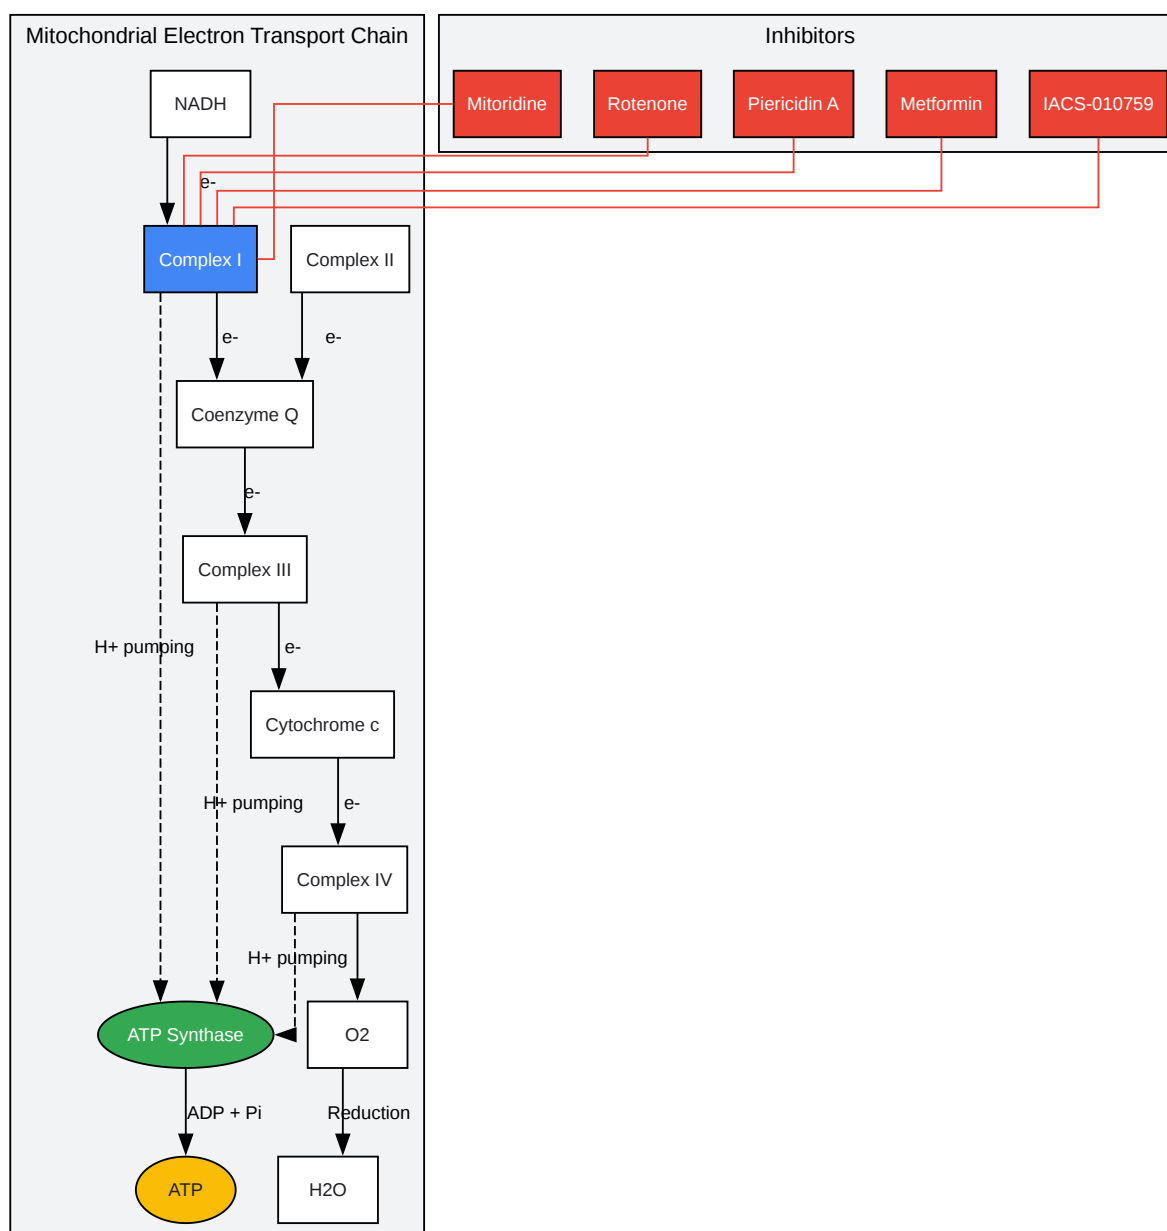 Mitochondrial Electron Transport Chain
Inhibitors
NADH
Mitoridine
Rotenone
Piericidin A
Metformin
IACS-010759
e-
Complex I
Complex II
e-
e-
Coenzyme Q
e-
Complex III
H+ pumping
e-
Cytochrome c
H+ pumping
e-
Complex IV
H+ pumping
ATP Synthase
O2
ADP + Pi
Reduction
ATP
H2O